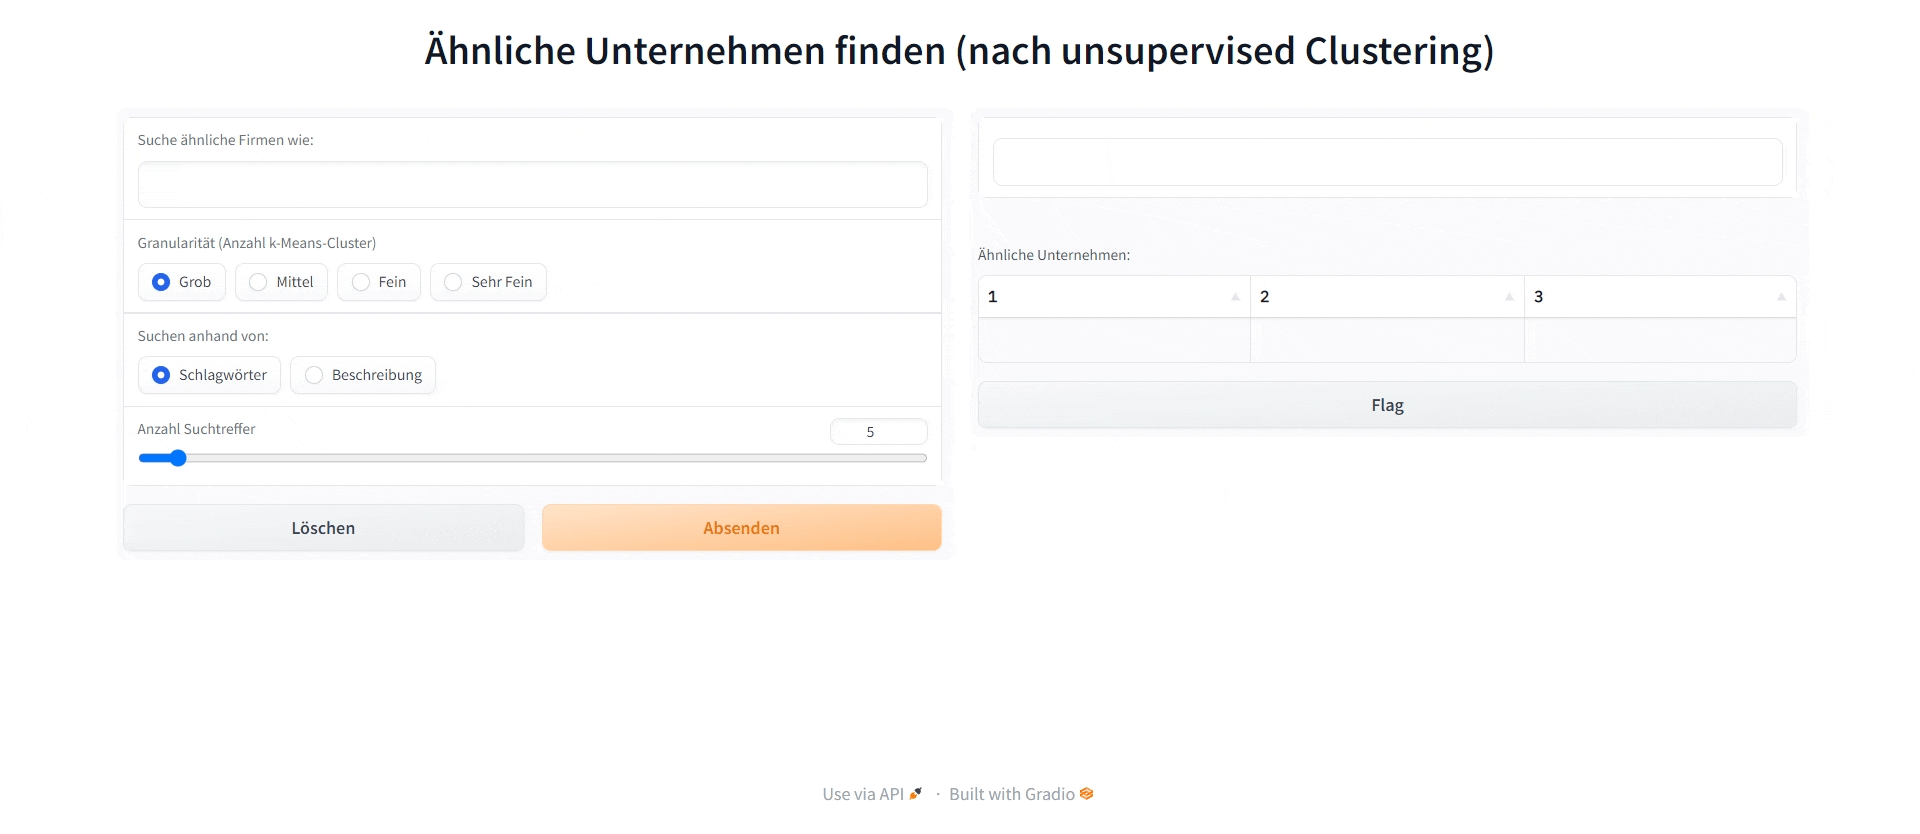 Ähnliche Unternehmen finden (nach unsupervised Clustering)
Suche ähnliche Firmen wie:
Granularität (Anzahl k-Means-Cluster)
Grob Mittel Fein Sehr Fein
Suchen anhand von:
Schlagwörter Beschreibung
Anzahl Suchtreffer 5
Löschen Absenden
Ähnliche Unternehmen:
1 2 3
Flag
Use via API · Built with Gradio